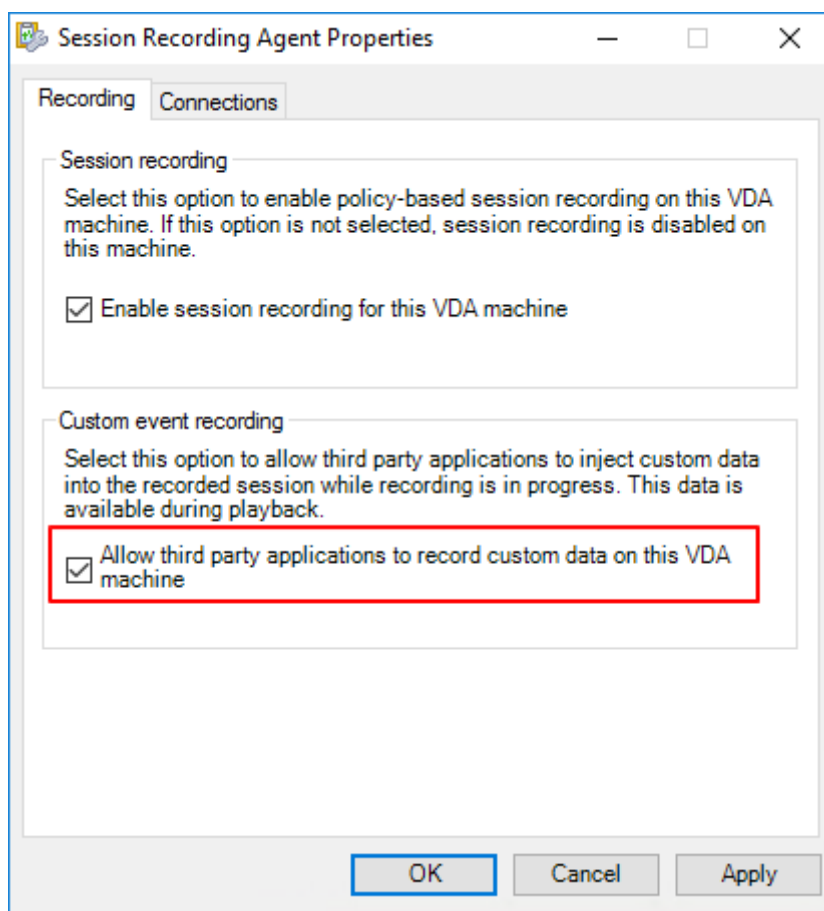 Session Recording Agent Properties
Recording
Connections
Session recording
Select this option to enable policy-based session recording on this VDA
machine. If this option is not selected, session recording is disabled on
this machine.
Enable session recording for this VDA machine
Custom event recording
Select this option to allow third party applications to inject custom data
into the recorded session while recording is in progress. This data is
available during playback.
Allow third party applications to record custom data on this VDA
machine
OK
Cancel
Apply